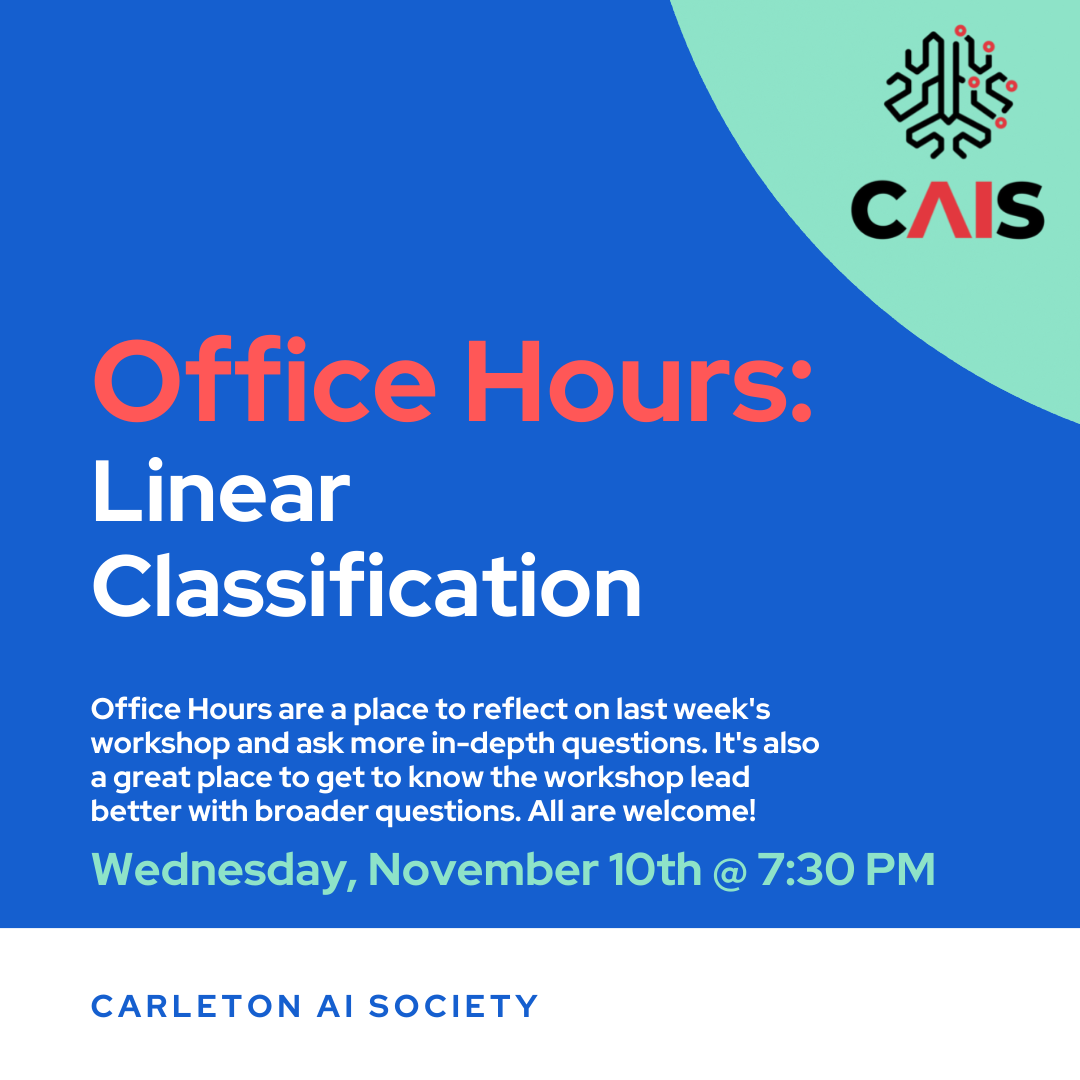 CAIS
Office Hours:
Linear
Classification
Office Hours are a place to reflect on last week's
workshop and ask more in-depth questions. It's also
a great place to get to know the workshop lead
better with broader questions. All are welcome!
Wednesday, November 10th @ 7:30 PM
CARLETON AI SOCIETY